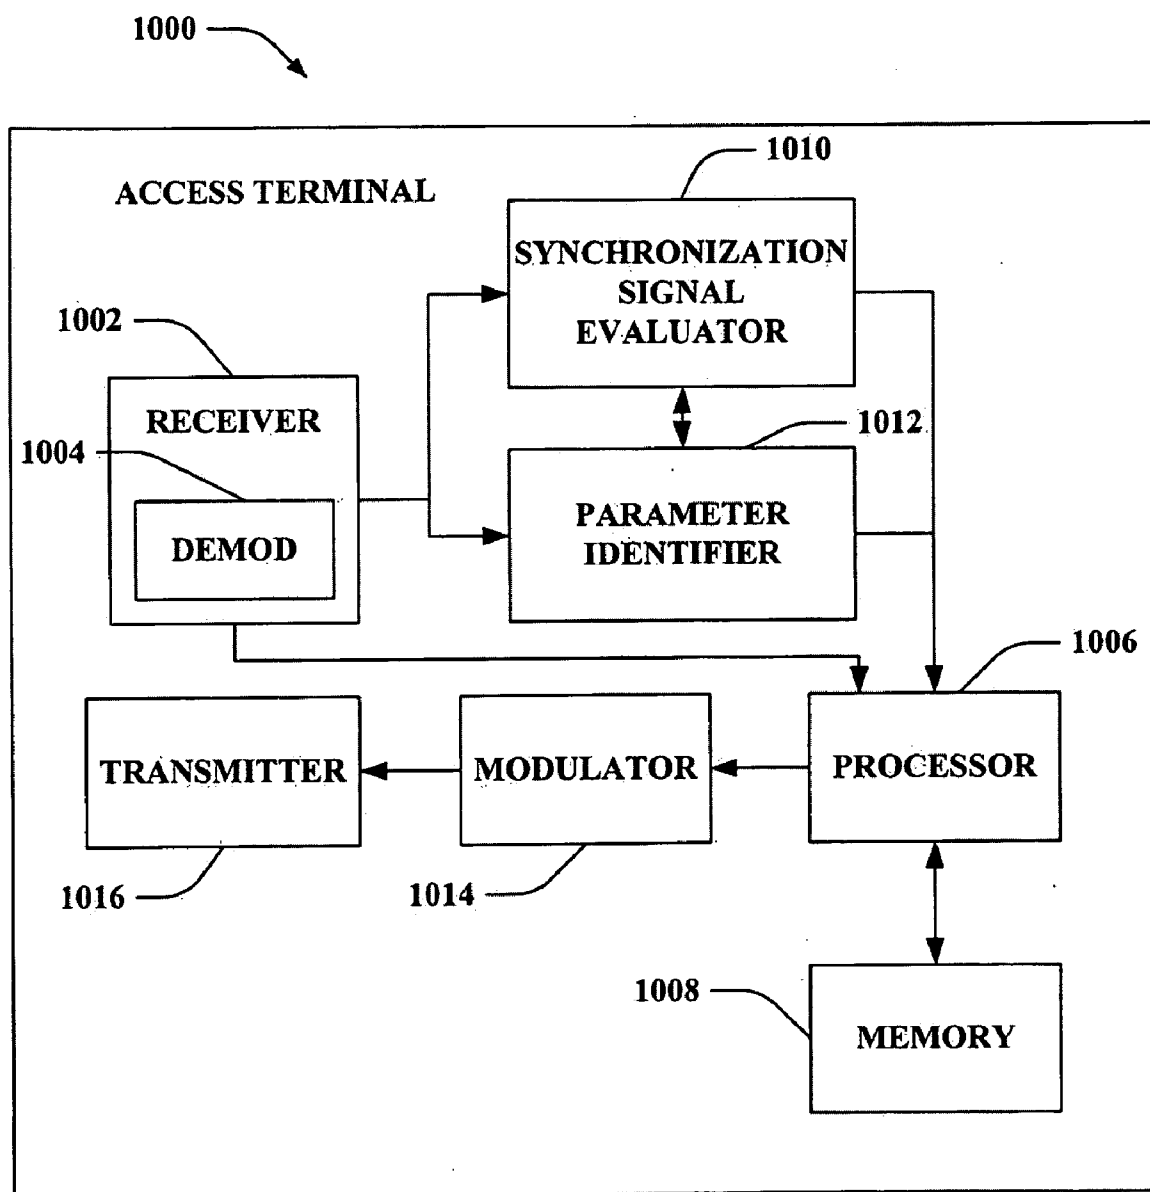 1000
1010
ACCESS TERMINAL
SYNCHRONIZATION
SIGNAL
EVALUATOR
1002
RECEIVER
1004
DEMOD
1012
PARAMETER
IDENTIFIER
1006
TRANSMITTER
MODULATOR
PROCESSOR
1016
1014
1008
MEMORY